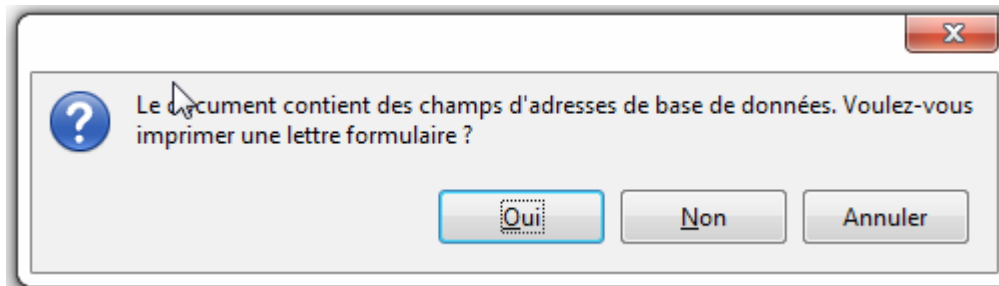 Le document contient des champs d'adresses de base de données. Voulez-vous
imprimer une lettre formulaire ?
Oui
Non
Annuler